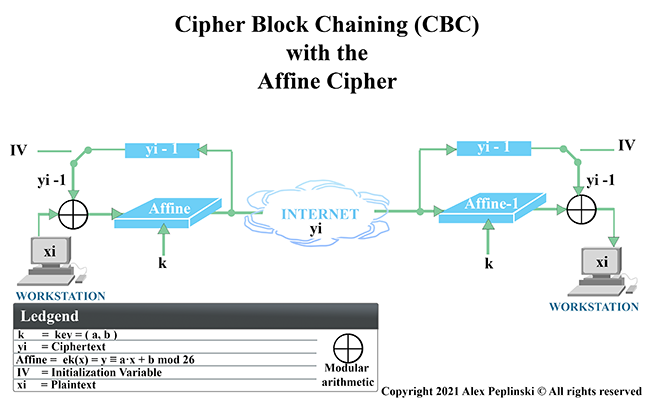 Cipher Block Chaining (CBC)
with the
Affine Cipher
IV
yi - 1
yi -1
Affine
xi
k
WORKSTATION
INTERNET
yi
yi - 1
IV
yi -1
Affine-1
xi
k
WORKSTATION
Ledgend
k = key = ( a, b )
yi = Ciphertext
Affine = ek(x) = y ≡ a·x + b mod 26
IV = Initialization Variable
xi = Plaintext
Modular
arithmetic
Copyright 2021 Alex Peplinski © All rights reserved